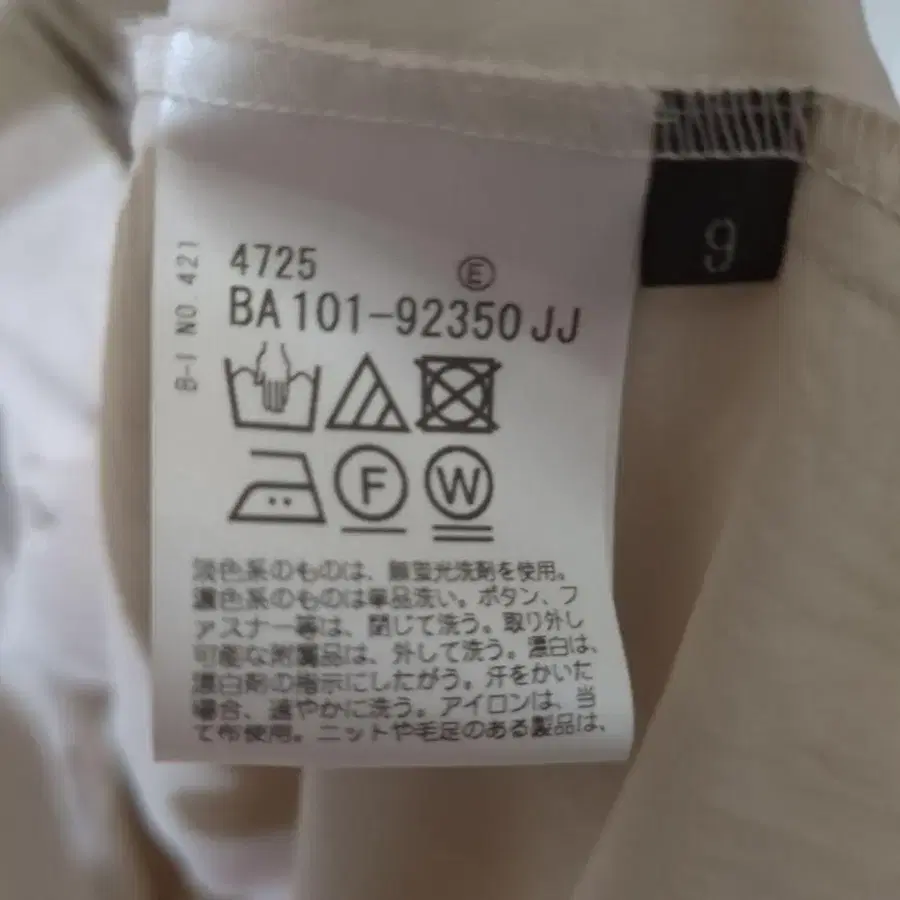 9
B-I NO. 421
4725
Ⓔ
BA101-92350JJ
F
W
淡色系のものは、無蛍光洗剤を使用。
濃色系のものは単品洗い。ボタン、フ
ァスナー等は、閉じて洗う。取り外し
可能な附属品は、外して洗う。漂白は、
漂白剤の指示にしたがう。汗をかいた
場合、速やかに洗う。アイロンは、当
て布使用。ニットや毛足のある製品は、